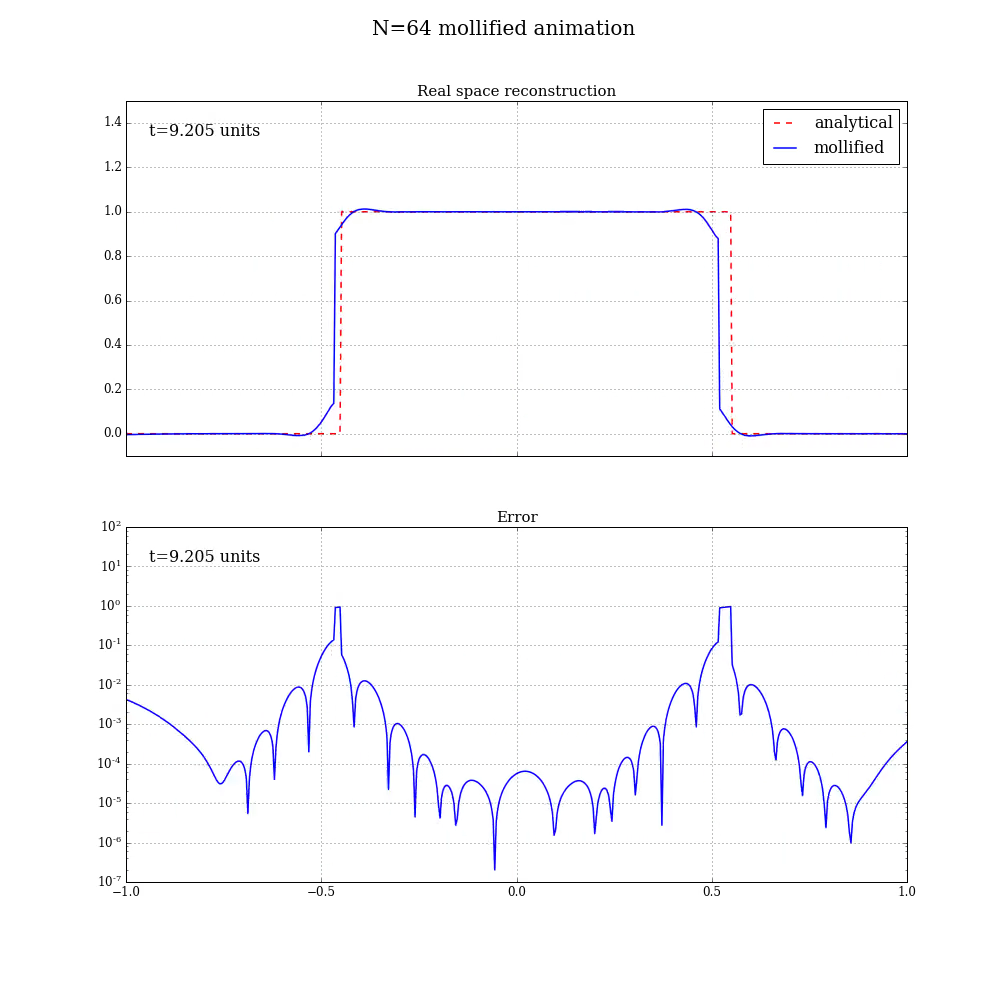 N=64 mollified animation
Real space reconstruction
t=9.205 units
analytical
mollified
1.4
1.2
1.0
0.8
0.6
0.4
0.2
0.0
Error
t=9.205 units
10²
10¹
10⁰
10⁻¹
10⁻²
10⁻³
10⁻⁴
10⁻⁵
10⁻⁶
10⁻⁷
−1.0 −0.5 0.0 0.5 1.0